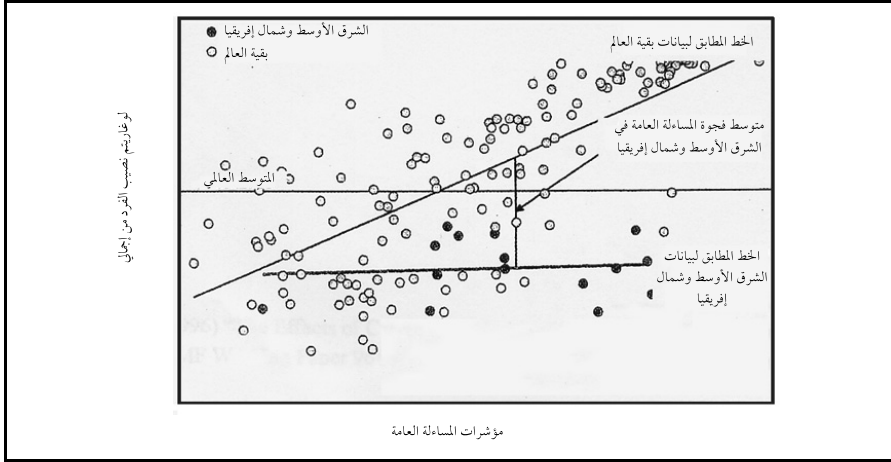 الشرق الأوسط وشمال إفريقيا
بقية العالم
الخط المطابق لبيانات بقية العالم
متوسط فجوة المساءلة العامة في
الشرق الأوسط وشمال إفريقيا
المتوسط العالمي
لوغاريتم نصيب الفرد من إجمالي
الخط المطابق لبيانات
الشرق الأوسط وشمال
إفريقيا
مؤشرات المساءلة العامة